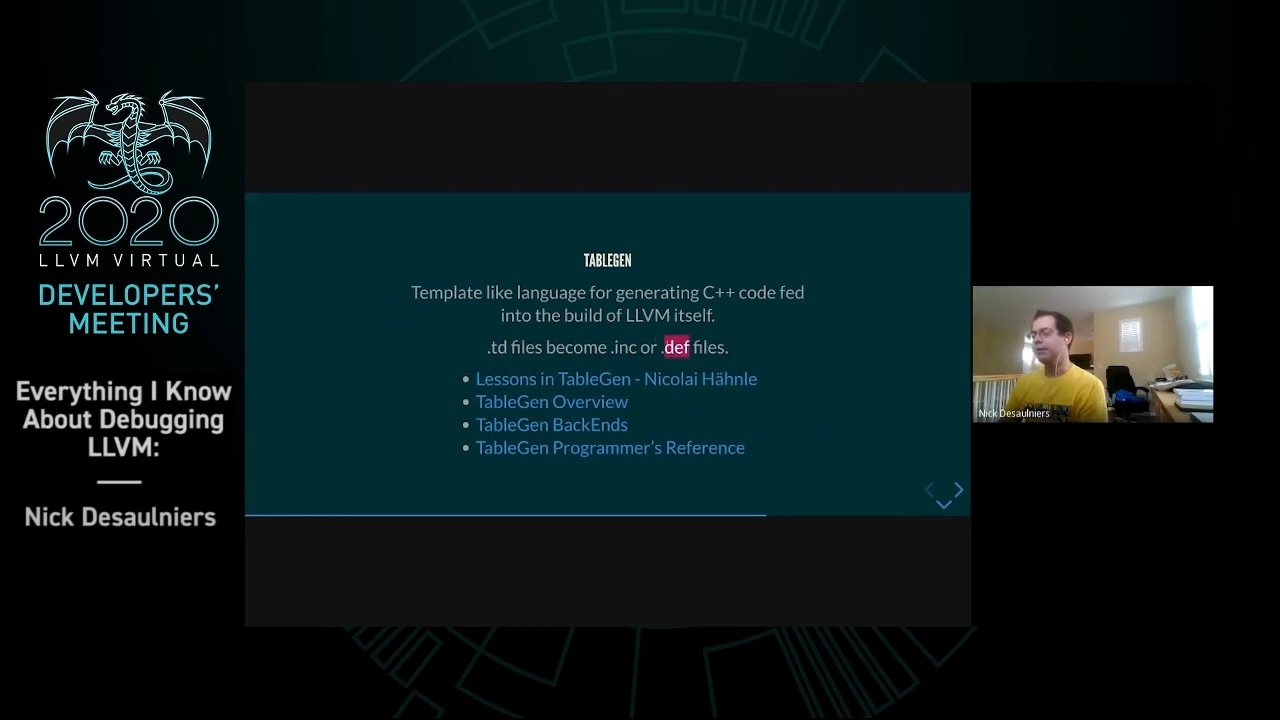 2020
LLVM VIRTUAL
DEVELOPERS’
MEETING
Everything I Know
About Debugging
LLVM:
Nick Desaulniers
TABLEGEN
Template like language for generating C++ code fed
into the build of LLVM itself.
.td files become .inc or .def files.
• Lessons in TableGen - Nicolai Hähnle
• TableGen Overview
• TableGen BackEnds
• TableGen Programmer’s Reference
Nick Desaulniers